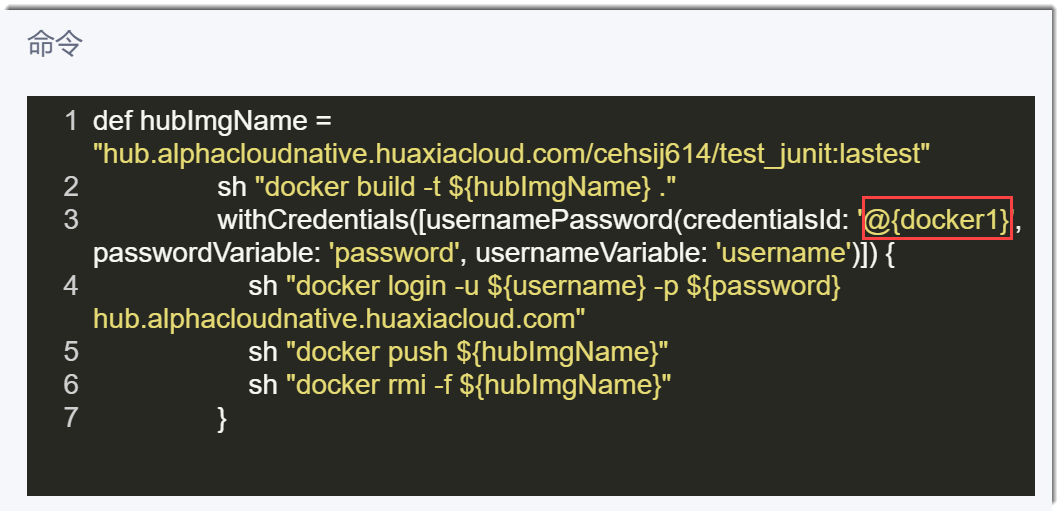 命令
1 def hubImgName =
"hub.alphacloudnative.huaxiacloud.com/cehsij614/test_junit:lastest"
2 sh "docker build -t ${hubImgName} ."
3 withCredentials([usernamePassword(credentialsId: '@{docker1}',
passwordVariable: 'password', usernameVariable: 'username')]) {
4 sh "docker login -u ${username} -p ${password}
hub.alphacloudnative.huaxiacloud.com"
5 sh "docker push ${hubImgName}"
6 sh "docker rmi -f ${hubImgName}"
7 }